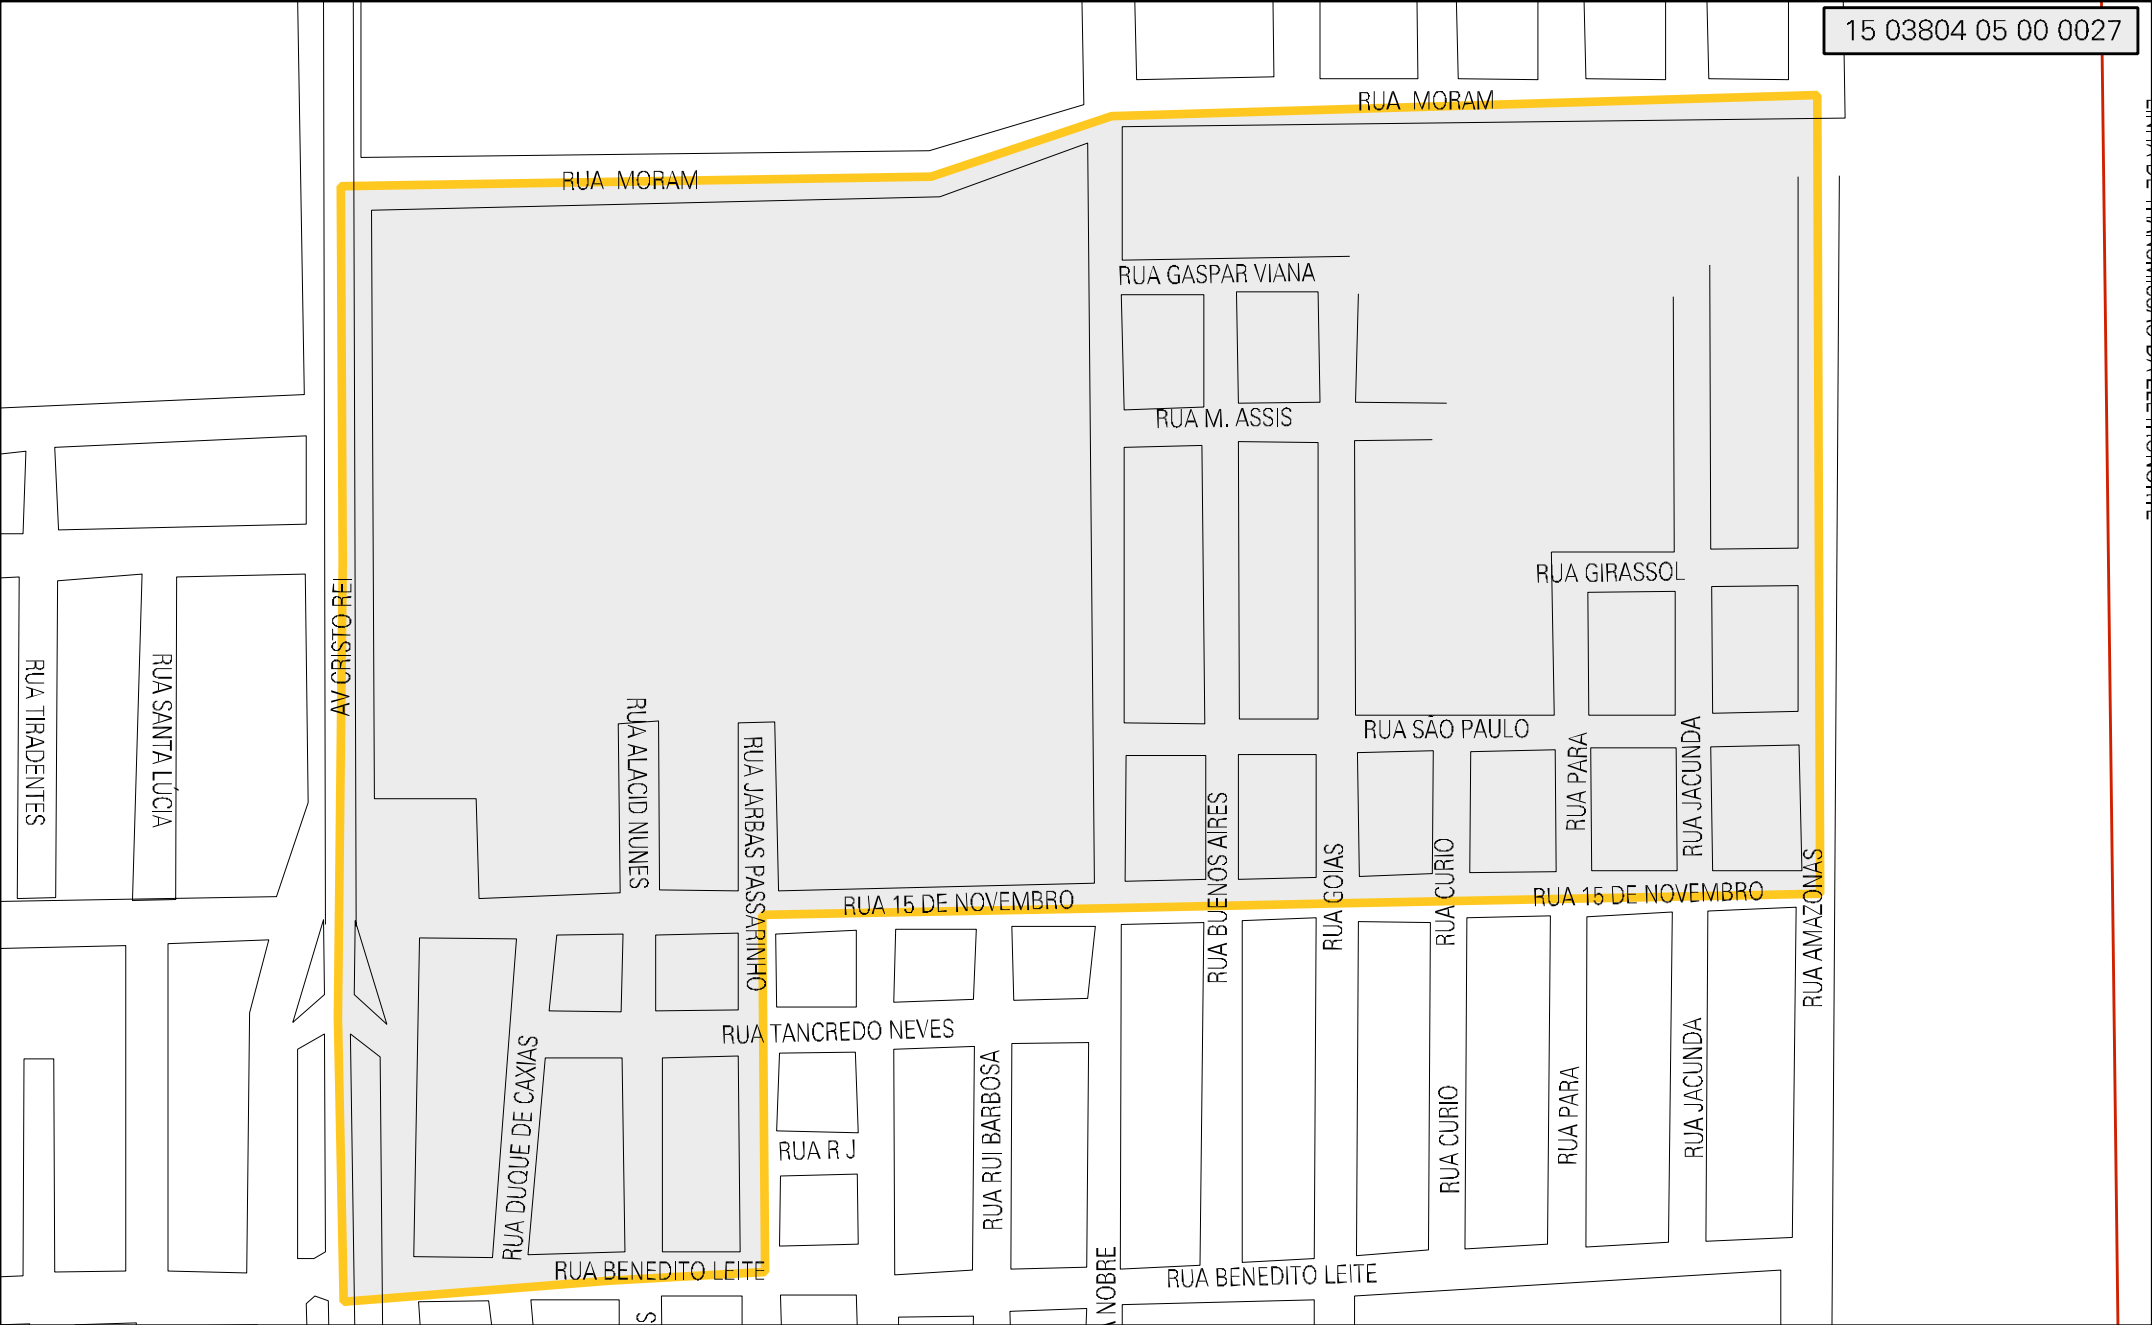 15 03804 05 00 0027
RUA MORAM
RUA MORAM
RUA GASPAR VIANA
RUA M. ASSIS
RUA GIRASSOL
AV CRISTO REI
RUA TIRADENTES
RUA SANTA LÚCIA
RUA ALACID NUNES
RUA JARBAS PASSARINHO
RUA SÃO PAULO
RUA PARA
RUA JACUNDA
RUA BUENOS AIRES
RUA GOIAS
RUA CURIO
RUA AMAZONAS
RUA 15 DE NOVEMBRO
RUA 15 DE NOVEMBRO
RUA TANCREDO NEVES
RUA DUQUE DE CAXIAS
RUA RUI BARBOSA
RUA R J
RUA CURIO
RUA PARA
RUA JACUNDA
RUA BENEDITO LEITE
RUA BENEDITO LEITE
NOBRE
S